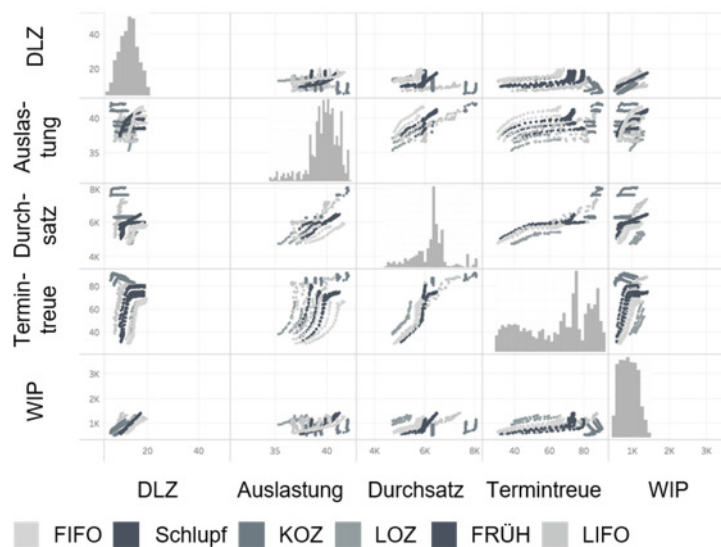 DLZ
40
20
Auslas-
tung
40
35
Durch-
satz
8K
6K
4K
Termin-
treue
80
60
40
WIP
3K
2K
1K
20 40 35 40 4K 6K 8K 40 60 80 1K 2K 3K
DLZ Auslastung Durchsatz Termintreue WIP
FIFO Schlupf KOZ LOZ FRÜH LIFO